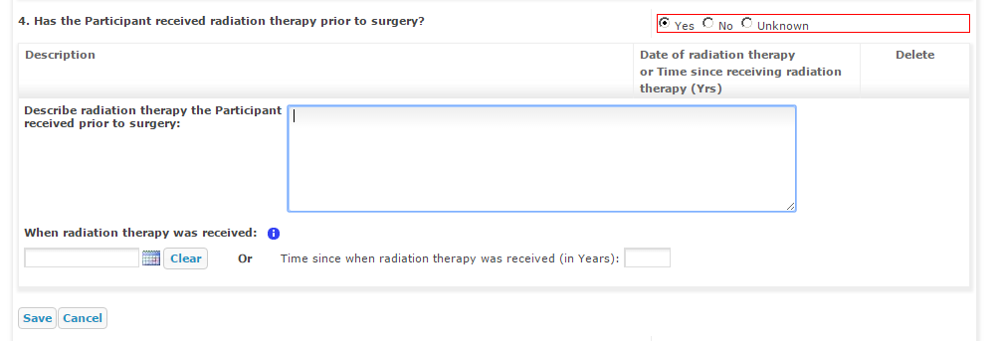 4. Has the Participant received radiation therapy prior to surgery?
Yes No Unknown
Description
Date of radiation therapy
or Time since receiving radiation
therapy (Yrs)
Delete
Describe radiation therapy the Participant
received prior to surgery:
When radiation therapy was received:
Clear Or Time since when radiation therapy was received (in Years):
Save Cancel